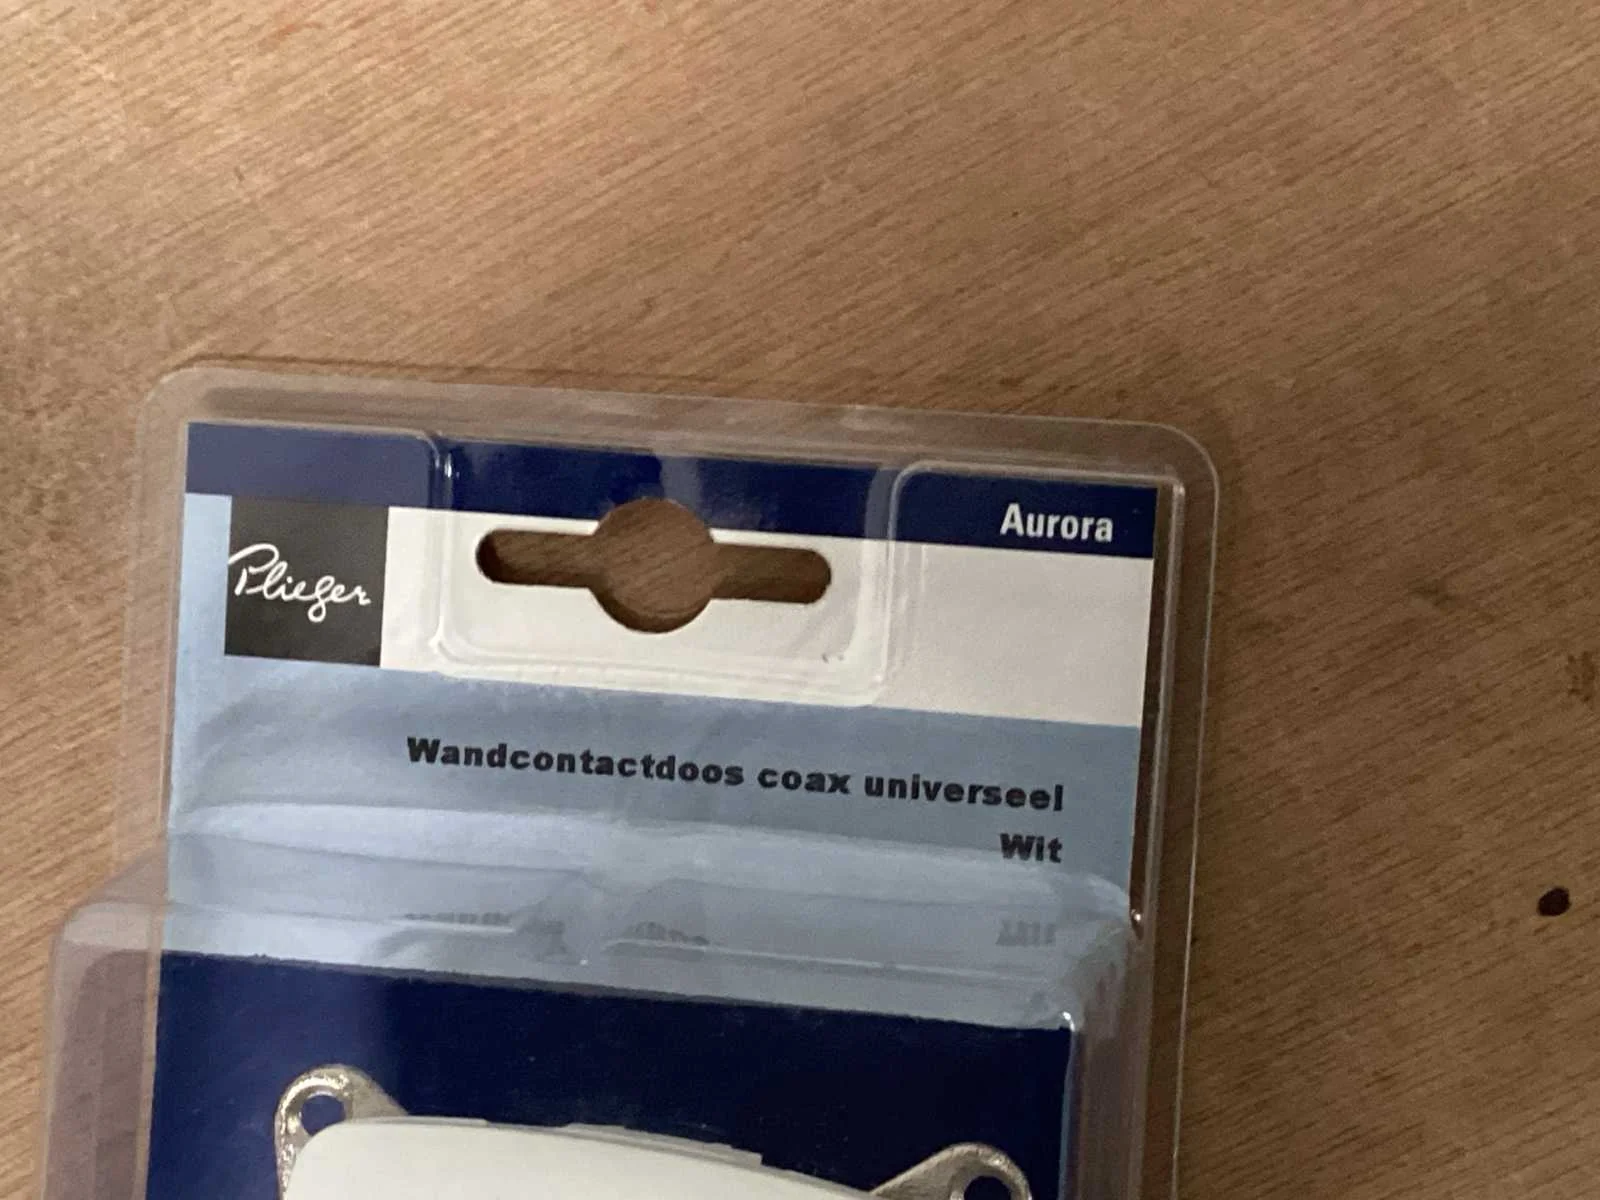 Aurora
Plieger
Wandcontactdoos coax universeel
Wit